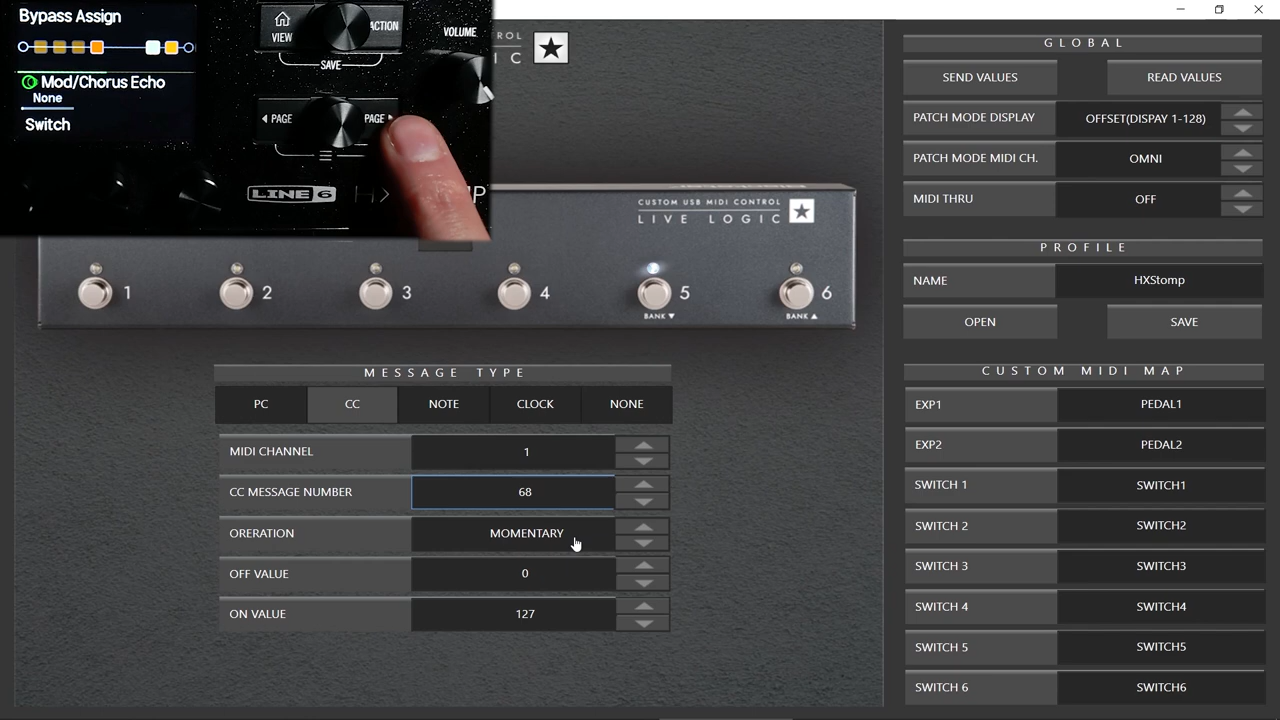 Bypass Assign
Mod/Chorus Echo
None
Switch
VIEW
ACTION
SAVE
VOLUME
PAGE
PAGE
LINE 6
GLOBAL
SEND VALUES
READ VALUES
PATCH MODE DISPLAY
OFFSET(DISPAY 1-128)
PATCH MODE MIDI CH.
OMNI
MIDI THRU
OFF
PROFILE
NAME
HXStomp
OPEN
SAVE
CUSTOM MIDI MAP
EXP1
PEDAL1
EXP2
PEDAL2
SWITCH 1
SWITCH1
SWITCH 2
SWITCH2
SWITCH 3
SWITCH3
SWITCH 4
SWITCH4
SWITCH 5
SWITCH5
SWITCH 6
SWITCH6
CUSTOM USB MIDI CONTROL
LIVE LOGIC
1
2
3
4
5
6
BANK ▼
BANK ▲
MESSAGE TYPE
PC
CC
NOTE
CLOCK
NONE
MIDI CHANNEL
1
CC MESSAGE NUMBER
68
ORERATION
MOMENTARY
OFF VALUE
0
ON VALUE
127